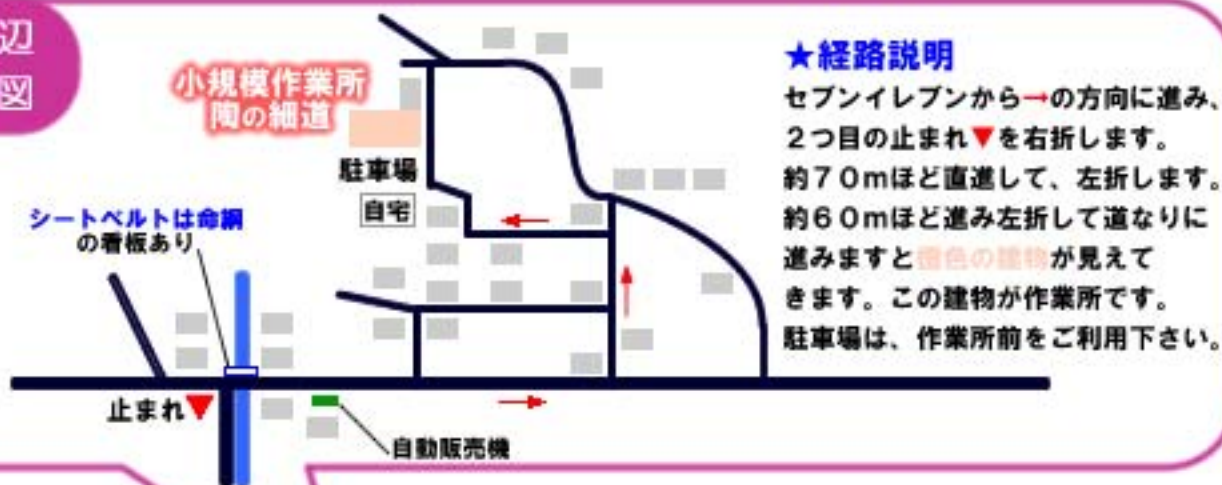 辺
図
小規模作業所
陶の細道
駐車場
自宅
シートベルトは命綱
の看板あり
止まれ▼
自動販売機
★経路説明
セブンイレブンから→の方向に進み、
2つ目の止まれ▼を右折します。
約70mほど直進して、左折します。
約60mほど進み左折して道なりに
進みますと橙色の建物が見えて
きます。この建物が作業所です。
駐車場は、作業所前をご利用下さい。